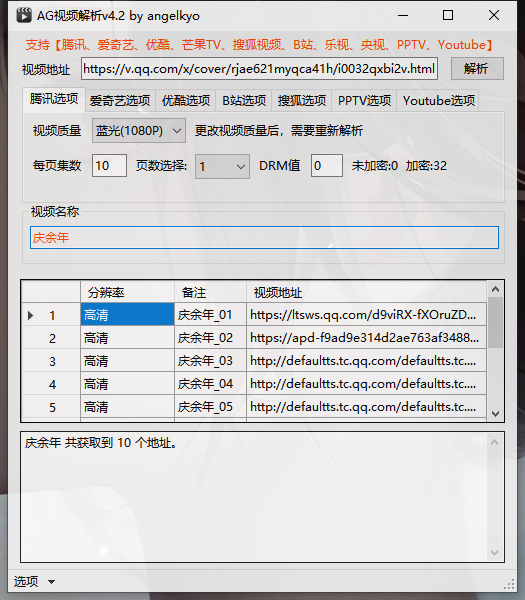 AG视频解析v4.2 by angelkyo
支持【腾讯、爱奇艺、优酷、芒果TV、搜狐视频、B站、乐视、央视、PPTV、Youtube】
视频地址 https://v.qq.com/x/cover/rjae621myqca41h/i0032qxbi2v.html 解析
腾讯选项 爱奇艺选项 优酷选项 B站选项 搜狐选项 PPTV选项 Youtube选项
视频质量 蓝光(1080P) 更改视频质量后，需要重新解析
每页集数 10 页数选择: 1 DRM值 0 未加密:0 加密:32
视频名称
庆余年
分辨率 备注 视频地址
1 高清 庆余年_01 https://ltsws.qq.com/d9viRX-fXOruZD...
2 高清 庆余年_02 https://apd-f9ad9e314d2ae763af3488...
3 高清 庆余年_03 http://defaultts.tc.qq.com/defaultts.tc....
4 高清 庆余年_04 http://defaultts.tc.qq.com/defaultts.tc....
5 高清 庆余年_05 http://defaultts.tc.qq.com/defaultts.tc....
庆余年 共获取到 10 个地址。
选项